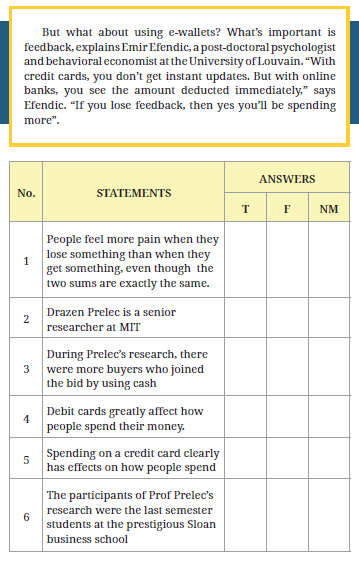 But what about using e-wallets? What's important is
feedback, explains Emir Efendic, a post-doctoral psychologist
and behavioral economist at the University of Louvain. “With
credit cards, you don't get instant updates. But with online
banks, you see the amount deducted immediately,” says
Efendic. “If you lose feedback, then yes you'll be spending
more”.
No. STATEMENTS ANSWERS
T F NM
1 People feel more pain when they
lose something than when they
get something, even though the
two sums are exactly the same.
2 Drazen Prelec is a senior
researcher at MIT
3 During Prelec's research, there
were more buyers who joined
the bid by using cash
4 Debit cards greatly affect how
people spend their money.
5 Spending on a credit card clearly
has effects on how people spend
6 The participants of Prof Prelec's
research were the last semester
students at the prestigious Sloan
business school